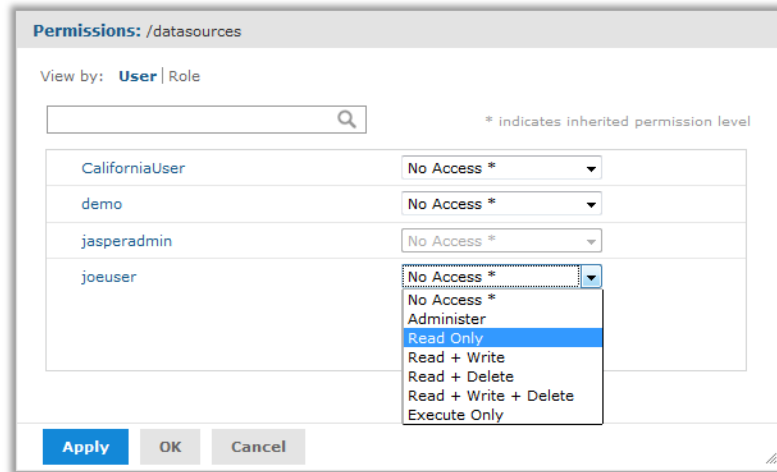 Permissions: /datasources
View by: User | Role
* indicates inherited permission level
CaliforniaUser No Access *
demo No Access *
jasperadmin No Access *
joeuser No Access *
No Access *
Administer
Read Only
Read + Write
Read + Delete
Read + Write + Delete
Execute Only
Apply OK Cancel